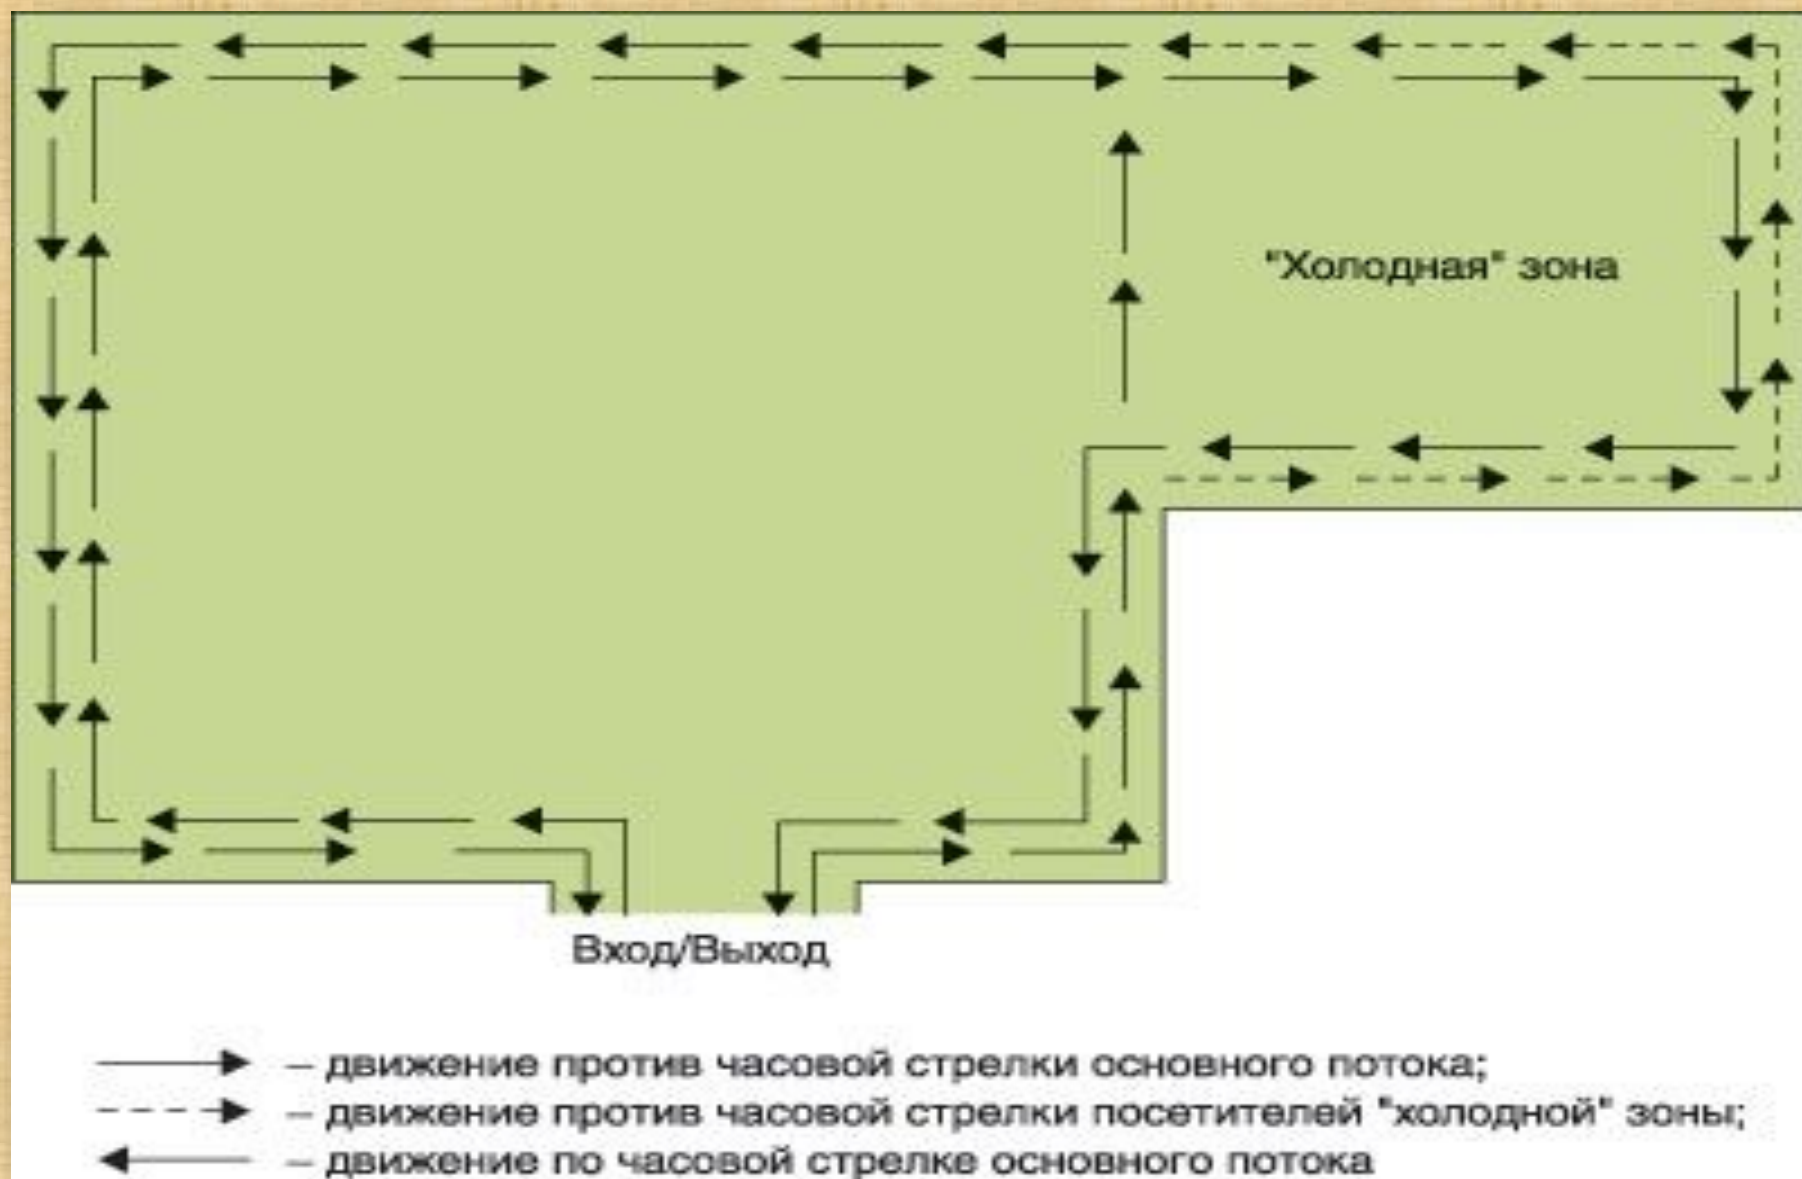 "Холодная" зона
Вход/Выход
– движение против часовой стрелки основного потока;
– движение против часовой стрелки посетителей "холодной" зоны;
– движение по часовой стрелке основного потока